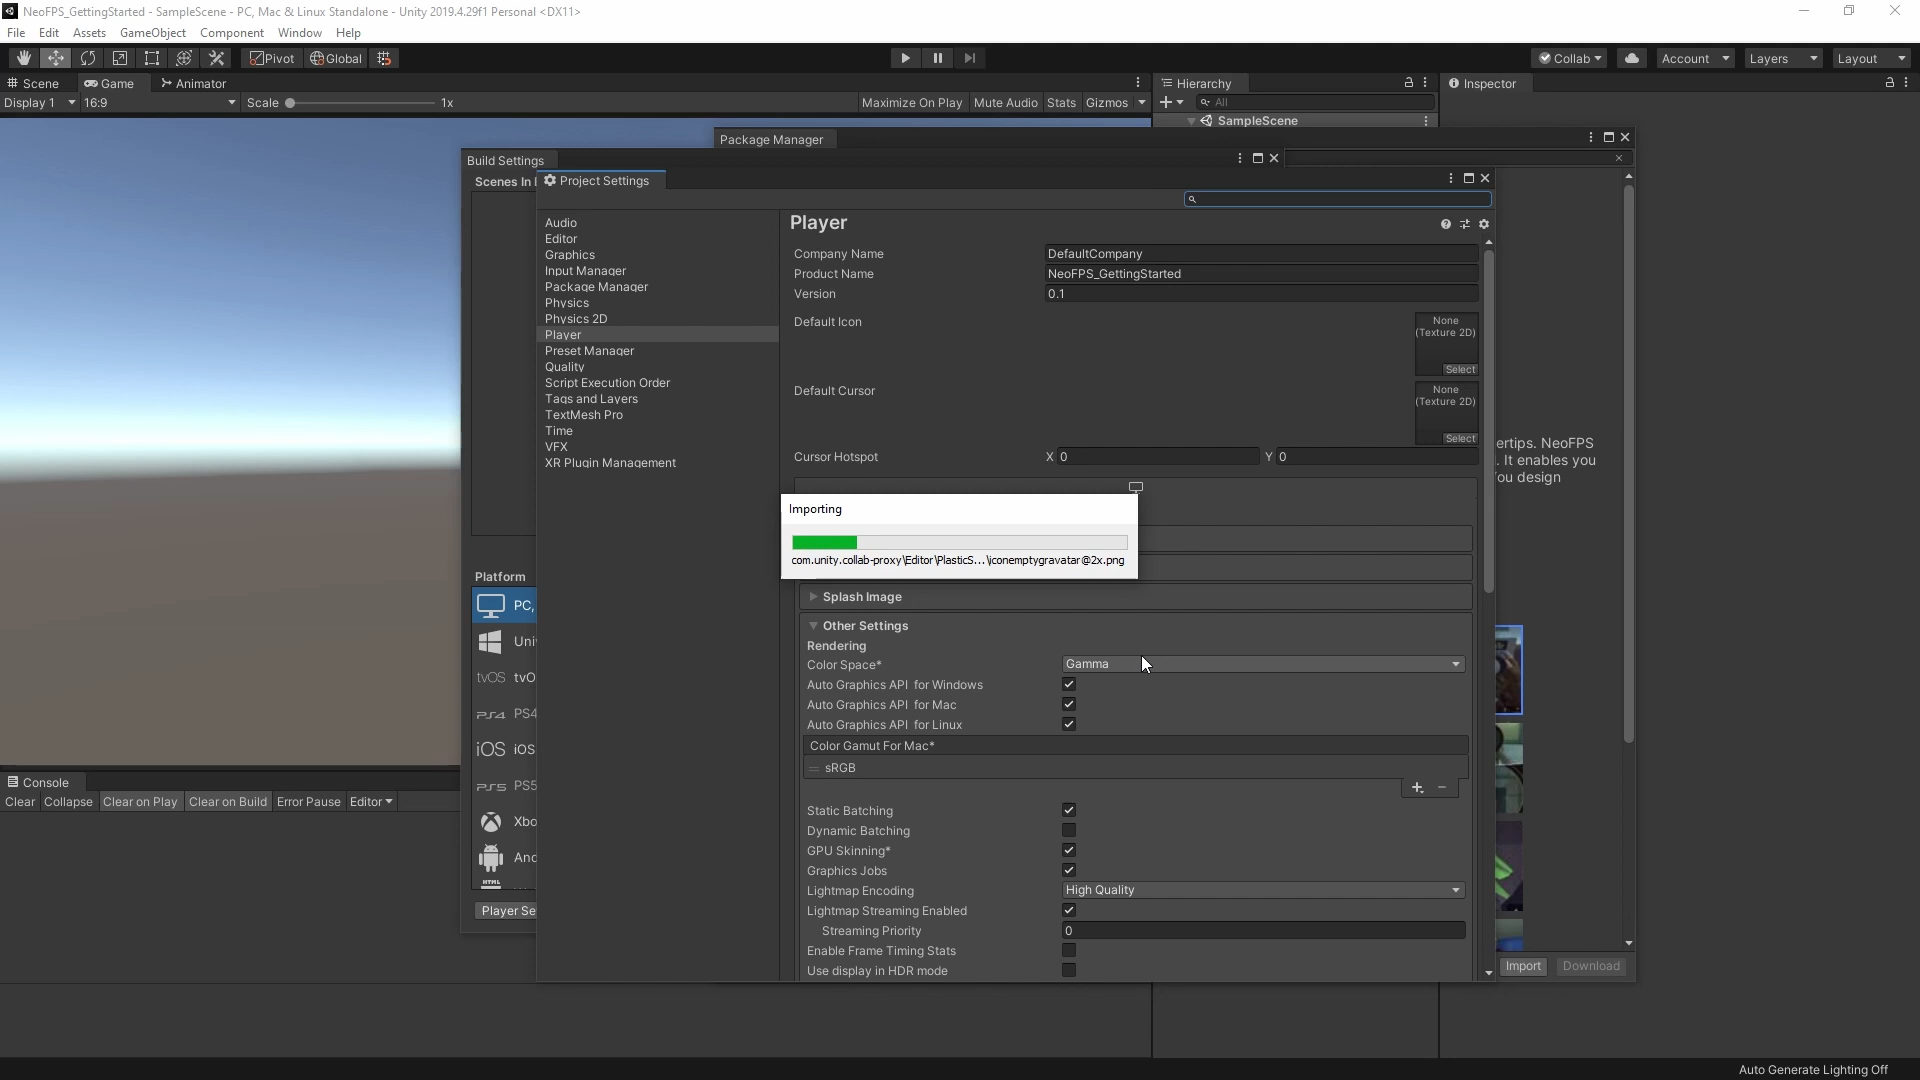 NeoFPS_GettingStarted - SampleScene - PC, Mac & Linux Standalone - Unity 2019.4.29f1 Personal <DX11>
File Edit Assets GameObject Component Window Help
Pivot Global Collab Account Layers Layout
Scene Game Animator Hierarchy Inspector
Display 1 16:9 Scale 1x Maximize On Play Mute Audio Stats Gizmos All
SampleScene
Package Manager
Build Settings
Scenes In
Project Settings
Audio
Editor
Graphics
Input Manager
Package Manager
Physics
Physics 2D
Player
Preset Manager
Quality
Script Execution Order
Tags and Layers
TextMesh Pro
Time
VFX
XR Plugin Management
Player
Company Name DefaultCompany
Product Name NeoFPS_GettingStarted
Version 0.1
Default Icon None
(Texture 2D)
Select
Default Cursor None
(Texture 2D)
Select
Cursor Hotspot X 0 Y 0
Importing
com.unity.collab-proxy\Editor\PlasticS...\iconemptygravatar@2x.png
Splash Image
Other Settings
Rendering
Color Space* Gamma
Auto Graphics API for Windows
Auto Graphics API for Mac
Auto Graphics API for Linux
Color Gamut For Mac*
sRGB
Static Batching
Dynamic Batching
GPU Skinning*
Graphics Jobs
Lightmap Encoding High Quality
Lightmap Streaming Enabled
Streaming Priority 0
Enable Frame Timing Stats
Use display in HDR mode
ertips. NeoFPS
. It enables you
ou design
Import Download
Platform
PC,
Uni
tvOS tvO
PS4 PS4
iOS iOS
PS5 PS5
Xbo
And
HTML
Player Se
Console
Clear Collapse Clear on Play Clear on Build Error Pause Editor
Auto Generate Lighting Off